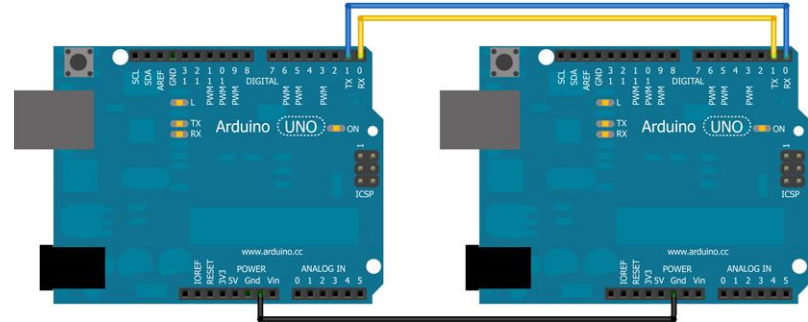 SCL
SDA
AREF
GND
13
12
PWM 11
PWM 10
PWM 9
8
DIGITAL
7
PWM 6
PWM 5
4
PWM 3
2
TX 1
RX 0
L
TX
RX
Arduino UNO
ON
1
ICSP
www.arduino.cc
IOREF
RESET
3V3
5V
Gnd
Vin
POWER
ANALOG IN
0 1 2 3 4 5
SCL
SDA
AREF
GND
13
12
PWM 11
PWM 10
PWM 9
8
DIGITAL
7
PWM 6
PWM 5
4
PWM 3
2
TX 1
RX 0
L
TX
RX
Arduino UNO
ON
1
ICSP
www.arduino.cc
IOREF
RESET
3V3
5V
Gnd
Vin
POWER
ANALOG IN
0 1 2 3 4 5